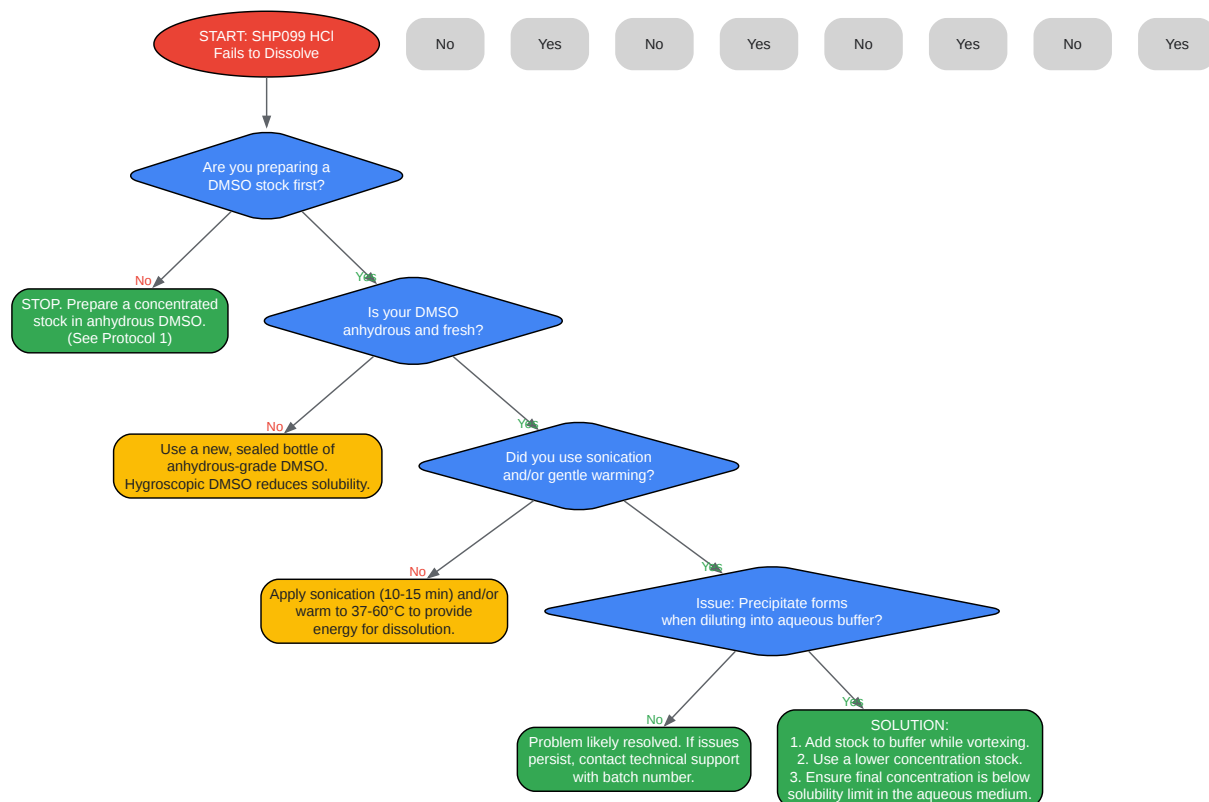 START: SHP099 HCl
Fails to Dissolve
No
Yes
No
Yes
No
Yes
No
Yes
Are you preparing a
DMSO stock first?
No
Yes
STOP. Prepare a concentrated
stock in anhydrous DMSO.
(See Protocol 1)
Is your DMSO
anhydrous and fresh?
No
Yes
Use a new, sealed bottle of
anhydrous-grade DMSO.
Hygroscopic DMSO reduces solubility.
Did you use sonication
and/or gentle warming?
No
Yes
Apply sonication (10-15 min) and/or
warm to 37-60°C to provide
energy for dissolution.
Issue: Precipitate forms
when diluting into aqueous buffer?
No
Yes
Problem likely resolved. If issues
persist, contact technical support
with batch number.
SOLUTION:
1. Add stock to buffer while vortexing.
2. Use a lower concentration stock.
3. Ensure final concentration is below
solubility limit in the aqueous medium.